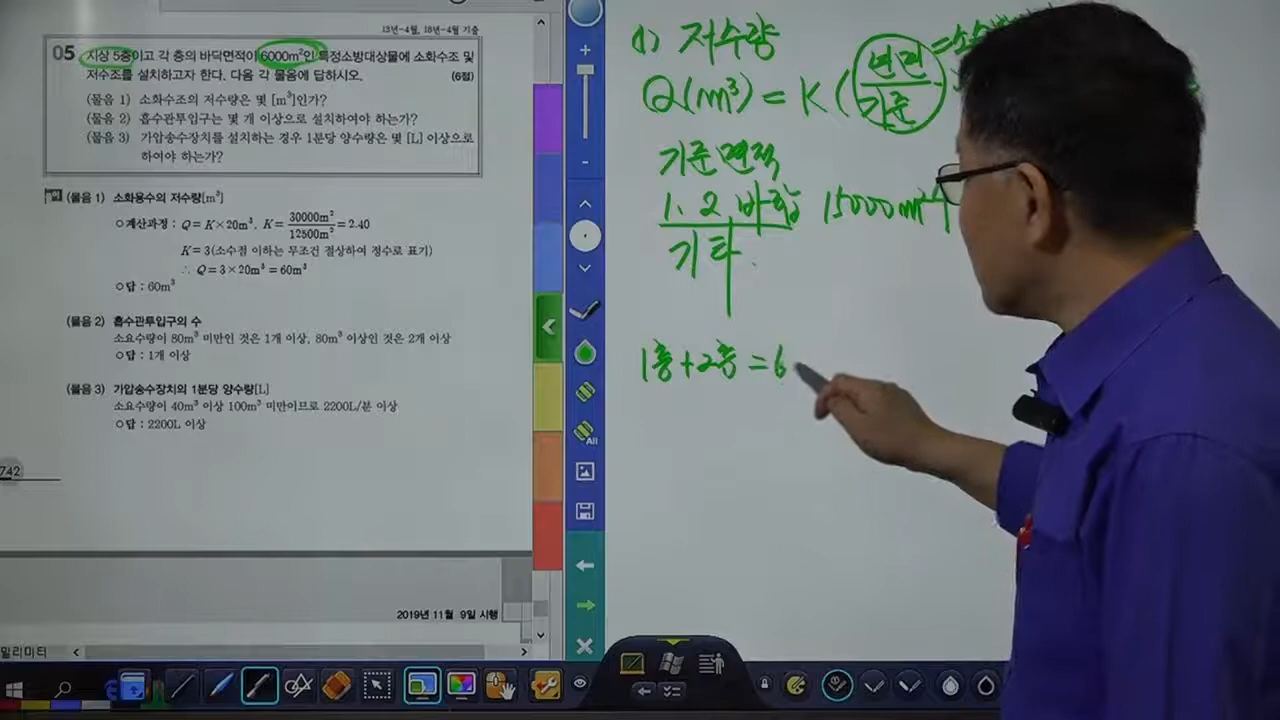 13년-4월, 18년-4월 기출
05 지상 5층이고 각 층의 바닥면적이 6000m²인 특정소방대상물에 소화수조 및
저수조를 설치하고자 한다. 다음 각 물음에 답하시오. (6점)
(물음 1) 소화수조의 저수량은 몇 [m³]인가?
(물음 2) 흡수관투입구는 몇 개 이상으로 설치하여야 하는가?
(물음 3) 가압송수장치를 설치하는 경우 1분당 양수량은 몇 [L] 이상으로
하여야 하는가?
(물음 1) 소화용수의 저수량[m³]
○계산과정 : Q=K×20m³, K=30000m²/12500m²=2.40
K=3(소수점 이하는 무조건 절상하여 정수로 표기)
∴ Q=3×20m³=60m³
○답 : 60m³
(물음 2) 흡수관투입구의 수
소요수량이 80m³ 미만인 것은 1개 이상, 80m³ 이상인 것은 2개 이상
○답 : 1개 이상
(물음 3) 가압송수장치의 1분당 양수량[L]
소요수량이 40m³ 이상 100m³ 미만이므로 2200L/분 이상
○답 : 2200L 이상
742
2019년 11월 9일 시행
밀리미터
1) 저수량
Q(m³) = K(면적/기준
기준면적
1, 2 바합 15000m²
기타
1층+2층=6
All